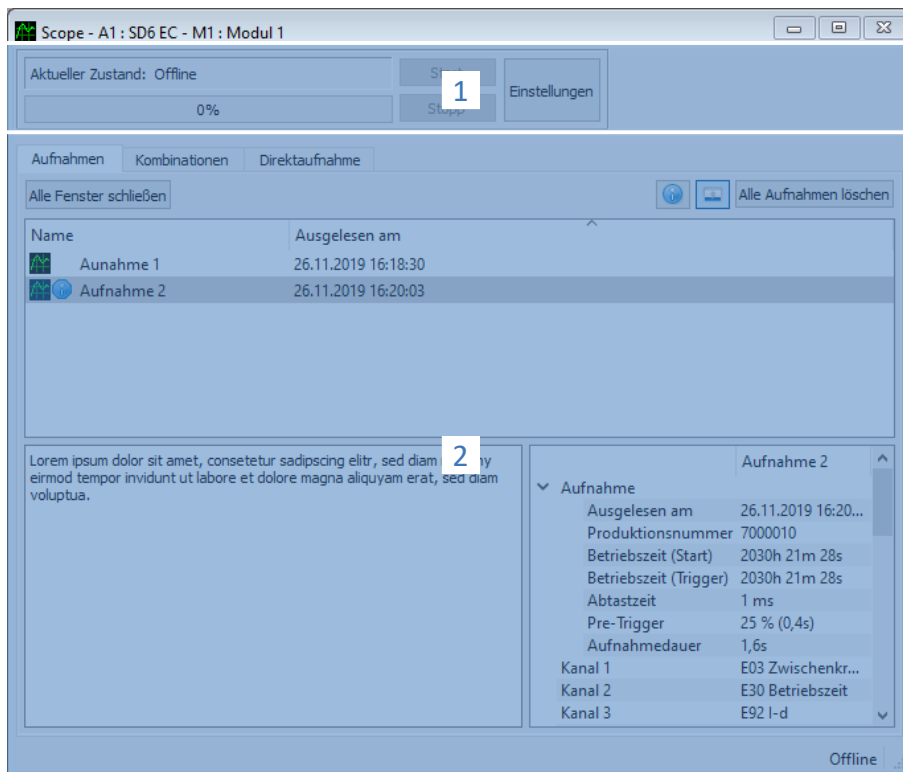 Scope - A1 : SD6 EC - M1 : Modul 1
Aktueller Zustand: Offline
0%
1
Stopp
Einstellungen
Aufnahmen Kombinationen Direktaufnahme
Alle Fenster schließen
Alle Aufnahmen löschen
Name Ausgelesen am
Aunahme 1 26.11.2019 16:18:30
Aufnahme 2 26.11.2019 16:20:03
Lorem ipsum dolor sit amet, consetetur sadipscing elitr, sed diam
eirmod tempor invidunt ut labore et dolore magna aliquyam erat, sed diam
voluptua.
2
Aufnahme 2
Aufnahme
Ausgelesen am 26.11.2019 16:20...
Produktionsnummer 7000010
Betriebszeit (Start) 2030h 21m 28s
Betriebszeit (Trigger) 2030h 21m 28s
Abtastzeit 1 ms
Pre-Trigger 25 % (0,4s)
Aufnahmedauer 1,6s
Kanal 1 E03 Zwischenkr...
Kanal 2 E30 Betriebszeit
Kanal 3 E92 I-d
Offline